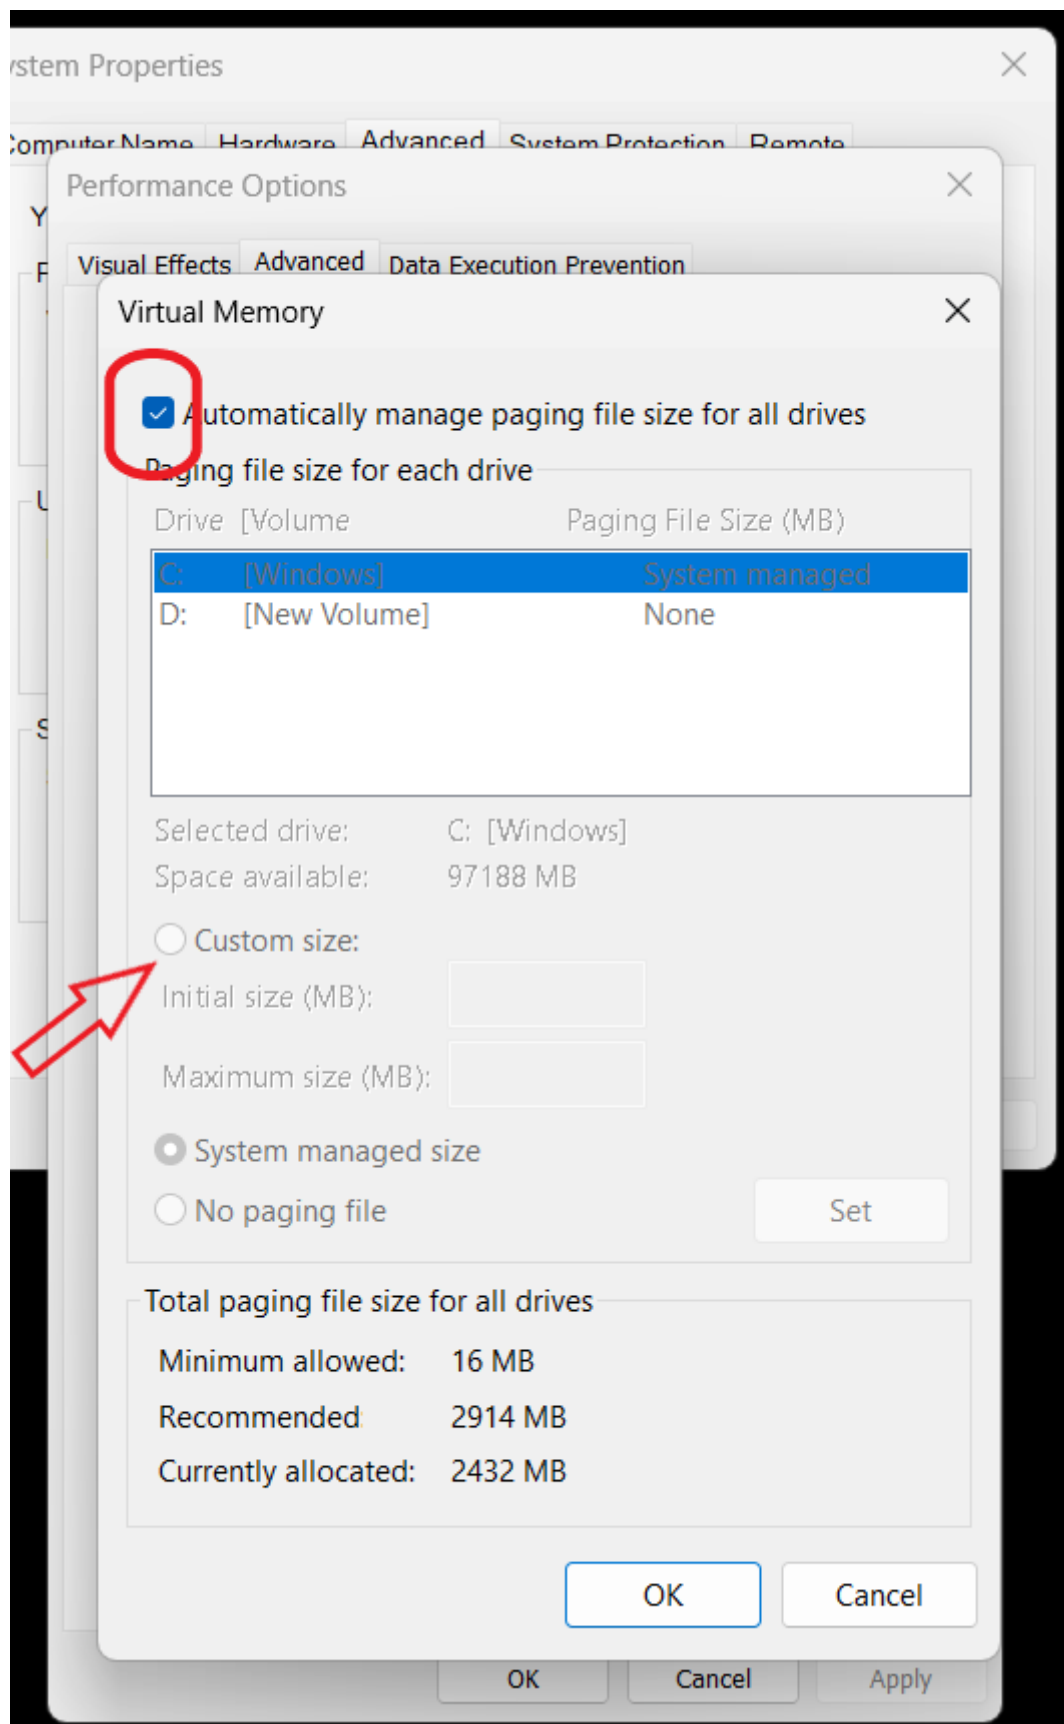 ystem Properties
Computer Name Hardware Advanced System Protection Remote
Performance Options
Y
Visual Effects Advanced Data Execution Prevention
F
Virtual Memory
Automatically manage paging file size for all drives
Paging file size for each drive
U
Drive [Volume Paging File Size (MB)
C: [Windows] System managed
D: [New Volume] None
S
Selected drive: C: [Windows]
Space available: 97188 MB
Custom size:
Initial size (MB):
Maximum size (MB):
System managed size
No paging file Set
Total paging file size for all drives
Minimum allowed: 16 MB
Recommended 2914 MB
Currently allocated: 2432 MB
OK Cancel
OK Cancel Apply